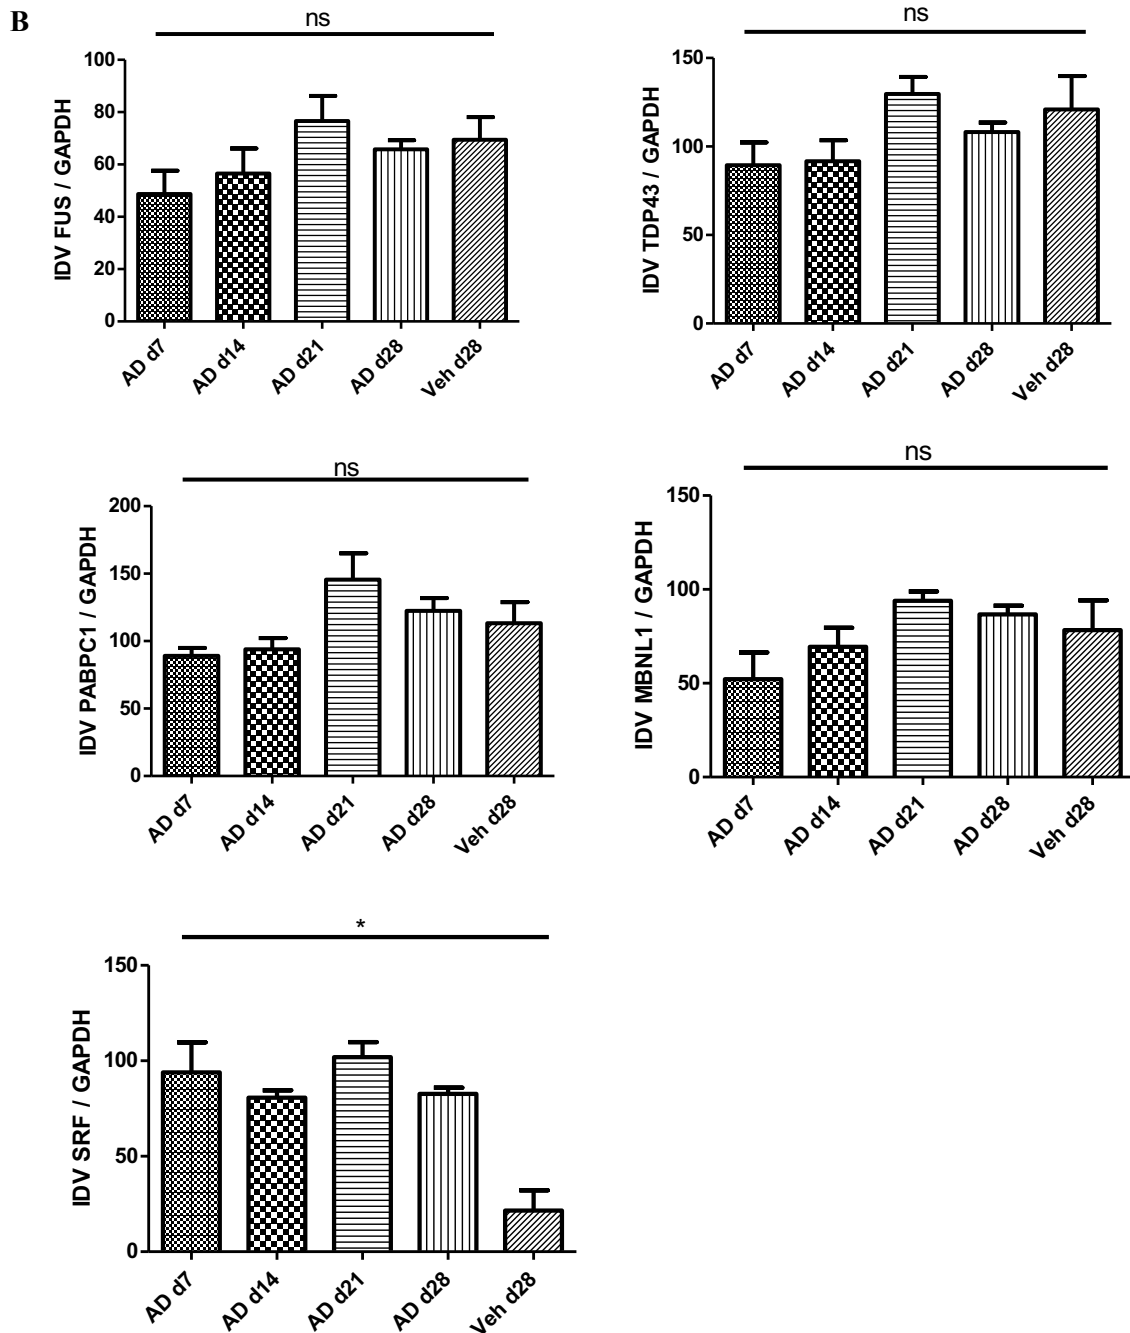 B
ns
IDV FUS / GAPDH
100
80
60
40
20
0
AD d7
AD d14
AD d21
AD d28
Veh d28
ns
IDV TDP43 / GAPDH
150
100
50
0
AD d7
AD d14
AD d21
AD d28
Veh d28
ns
IDV PABPC1 / GAPDH
200
150
100
50
0
AD d7
AD d14
AD d21
AD d28
Veh d28
ns
IDV MBNL1 / GAPDH
150
100
50
0
AD d7
AD d14
AD d21
AD d28
Veh d28
*
IDV SRF / GAPDH
150
100
50
0
AD d7
AD d14
AD d21
AD d28
Veh d28